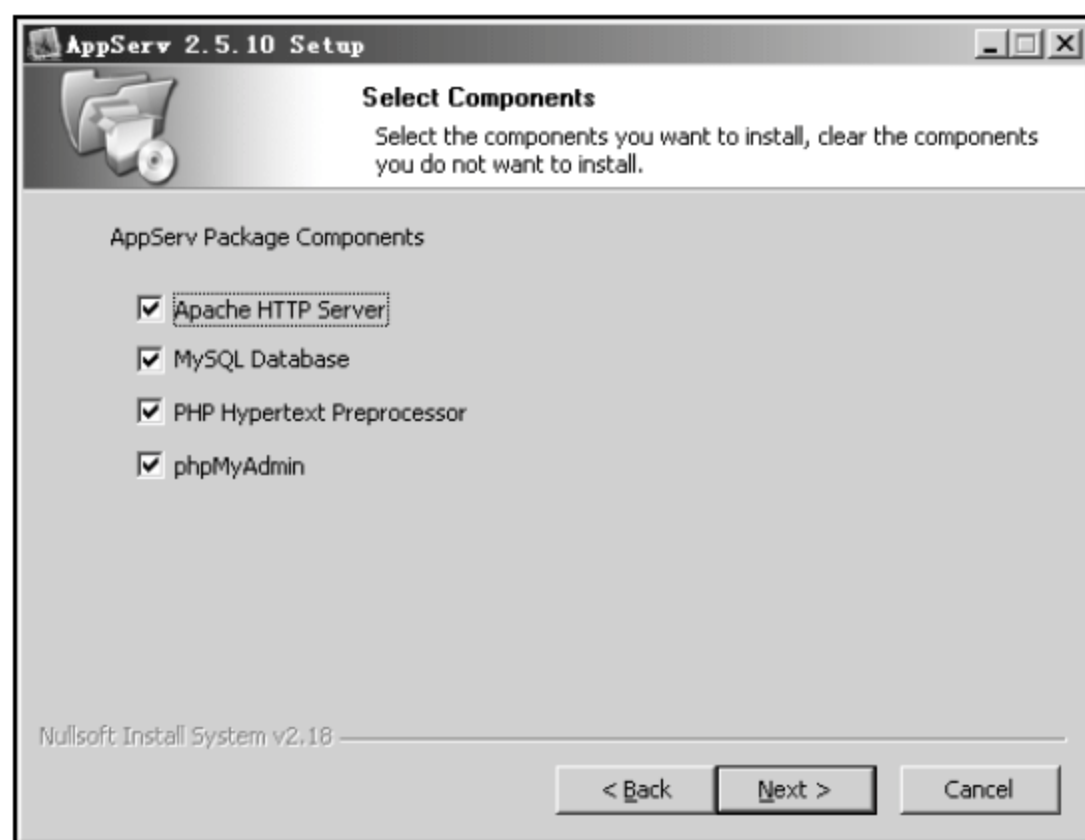 AppServ 2.5.10 Setup
Select Components
Select the components you want to install, clear the components
you do not want to install.
AppServ Package Components
Apache HTTP Server
MySQL Database
PHP Hypertext Preprocessor
phpMyAdmin
Nullsoft Install System v2.18
< Back Next > Cancel